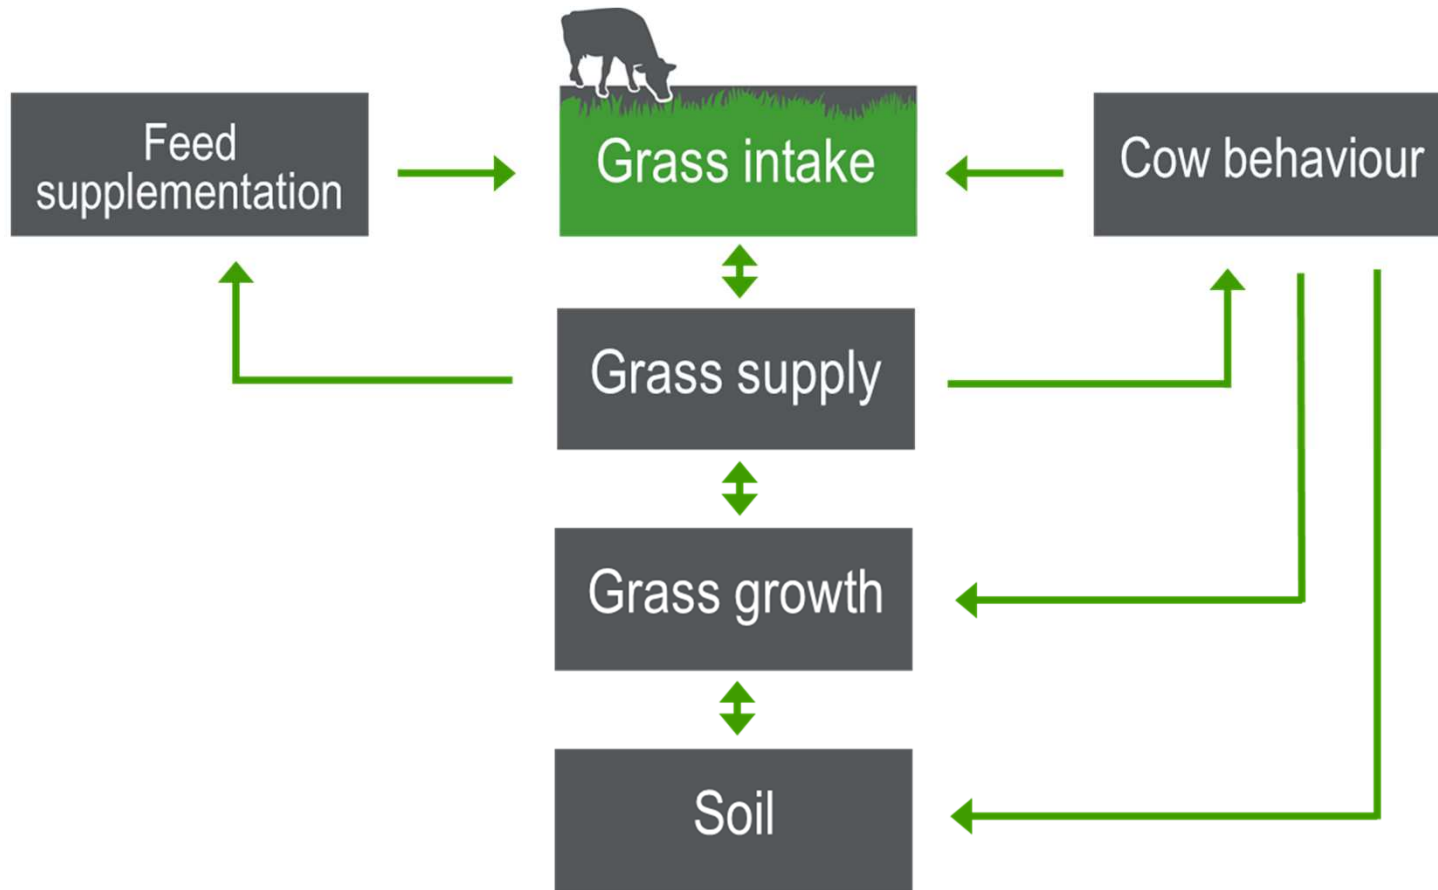 Feed
supplementation
Grass intake
Cow behaviour
Grass supply
Grass growth
Soil